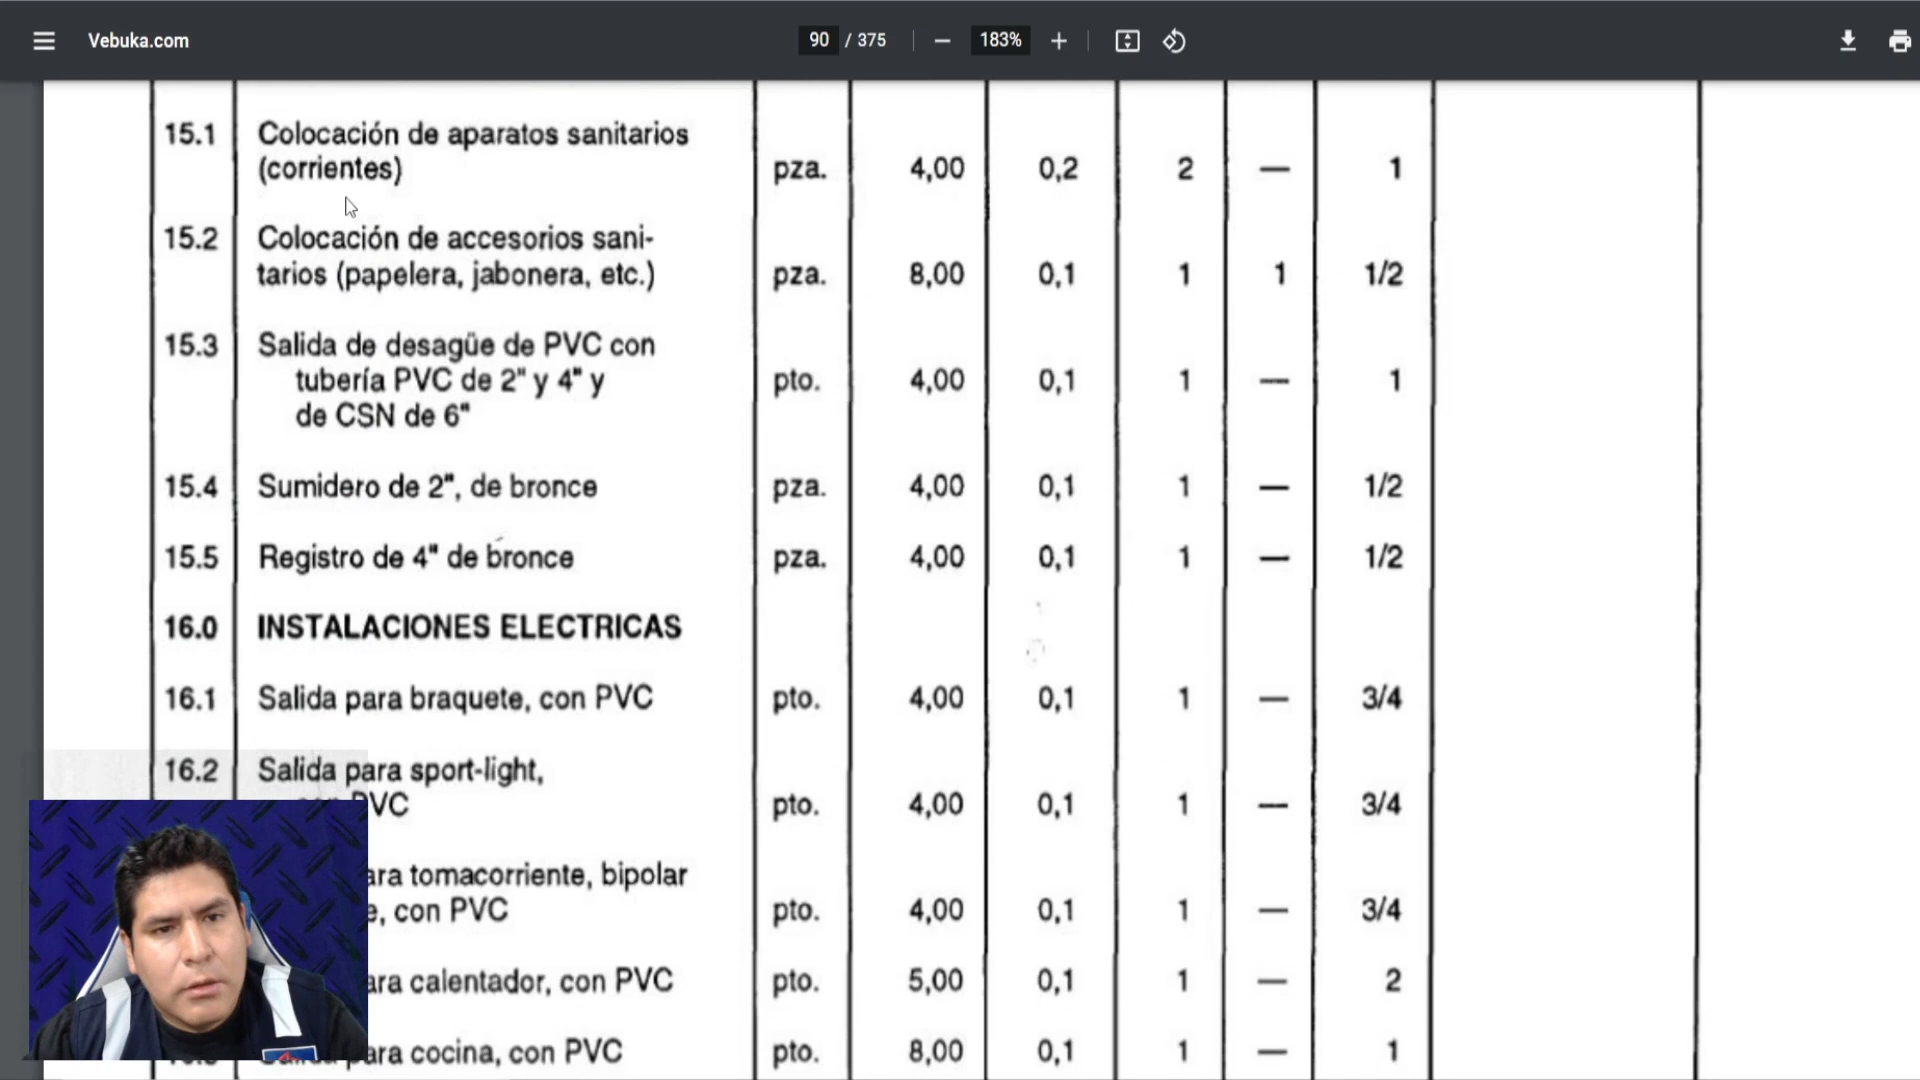 Vebuka.com 90 / 375 183%
15.1 Colocación de aparatos sanitarios
(corrientes) pza. 4,00 0,2 2 — 1
15.2 Colocación de accesorios sani-
tarios (papelera, jabonera, etc.) pza. 8,00 0,1 1 1 1/2
15.3 Salida de desagüe de PVC con
tubería PVC de 2" y 4" y pto. 4,00 0,1 1 — 1
de CSN de 6"
15.4 Sumidero de 2", de bronce pza. 4,00 0,1 1 — 1/2
15.5 Registro de 4" de bronce pza. 4,00 0,1 1 — 1/2
16.0 INSTALACIONES ELECTRICAS
16.1 Salida para braquete, con PVC pto. 4,00 0,1 1 — 3/4
16.2 Salida para sport-light,
PVC pto. 4,00 0,1 1 — 3/4
ara tomacorriente, bipolar
e, con PVC pto. 4,00 0,1 1 — 3/4
ara calentador, con PVC pto. 5,00 0,1 1 — 2
ara cocina, con PVC pto. 8,00 0,1 1 — 1